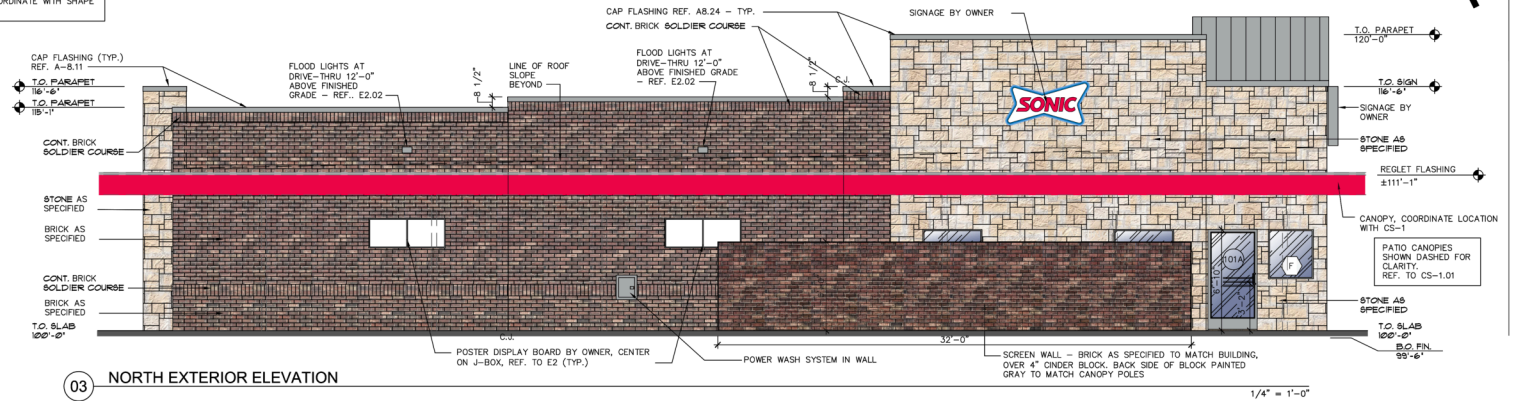 ORDINATE WITH SHAPE
CAP FLASHING REF. A8.24 - TYP.
CONT. BRICK SOLDIER COURSE
SIGNAGE BY OWNER
T.O. PARAPET
120'-0"
CAP FLASHING (TYP.)
REF. A-8.11
T.O. PARAPET
116'-6"
T.O. PARAPET
115'-1"
FLOOD LIGHTS AT
DRIVE-THRU 12'-0"
ABOVE FINISHED
GRADE - REF.. E2.02
8 1/2"
LINE OF ROOF
SLOPE
BEYOND
FLOOD LIGHTS AT
DRIVE-THRU 12'-0"
ABOVE FINISHED GRADE
- REF. E2.02
8 1/2"
C.J.
SONIC
T.O. SIGN
116'-6"
SIGNAGE BY
OWNER
STONE AS
SPECIFIED
CONT. BRICK
SOLDIER COURSE
REGLET FLASHING
±111'-1"
STONE AS
SPECIFIED
BRICK AS
SPECIFIED
CANOPY, COORDINATE LOCATION
WITH CS-1
PATIO CANOPIES
SHOWN DASHED FOR
CLARITY.
REF. TO CS-1.01
101A
F
6'-10"
3'-2"
CONT. BRICK
SOLDIER COURSE
BRICK AS
SPECIFIED
STONE AS
SPECIFIED
T.O. SLAB
100'-0"
T.O. SLAB
100'-0"
B.O. FIN.
99'-6"
C.J.
32'-0"
POSTER DISPLAY BOARD BY OWNER, CENTER
ON J-BOX, REF. TO E2 (TYP.)
POWER WASH SYSTEM IN WALL
SCREEN WALL - BRICK AS SPECIFIED TO MATCH BUILDING,
OVER 4" CINDER BLOCK. BACK SIDE OF BLOCK PAINTED
GRAY TO MATCH CANOPY POLES
03 NORTH EXTERIOR ELEVATION
1/4" = 1'-0"